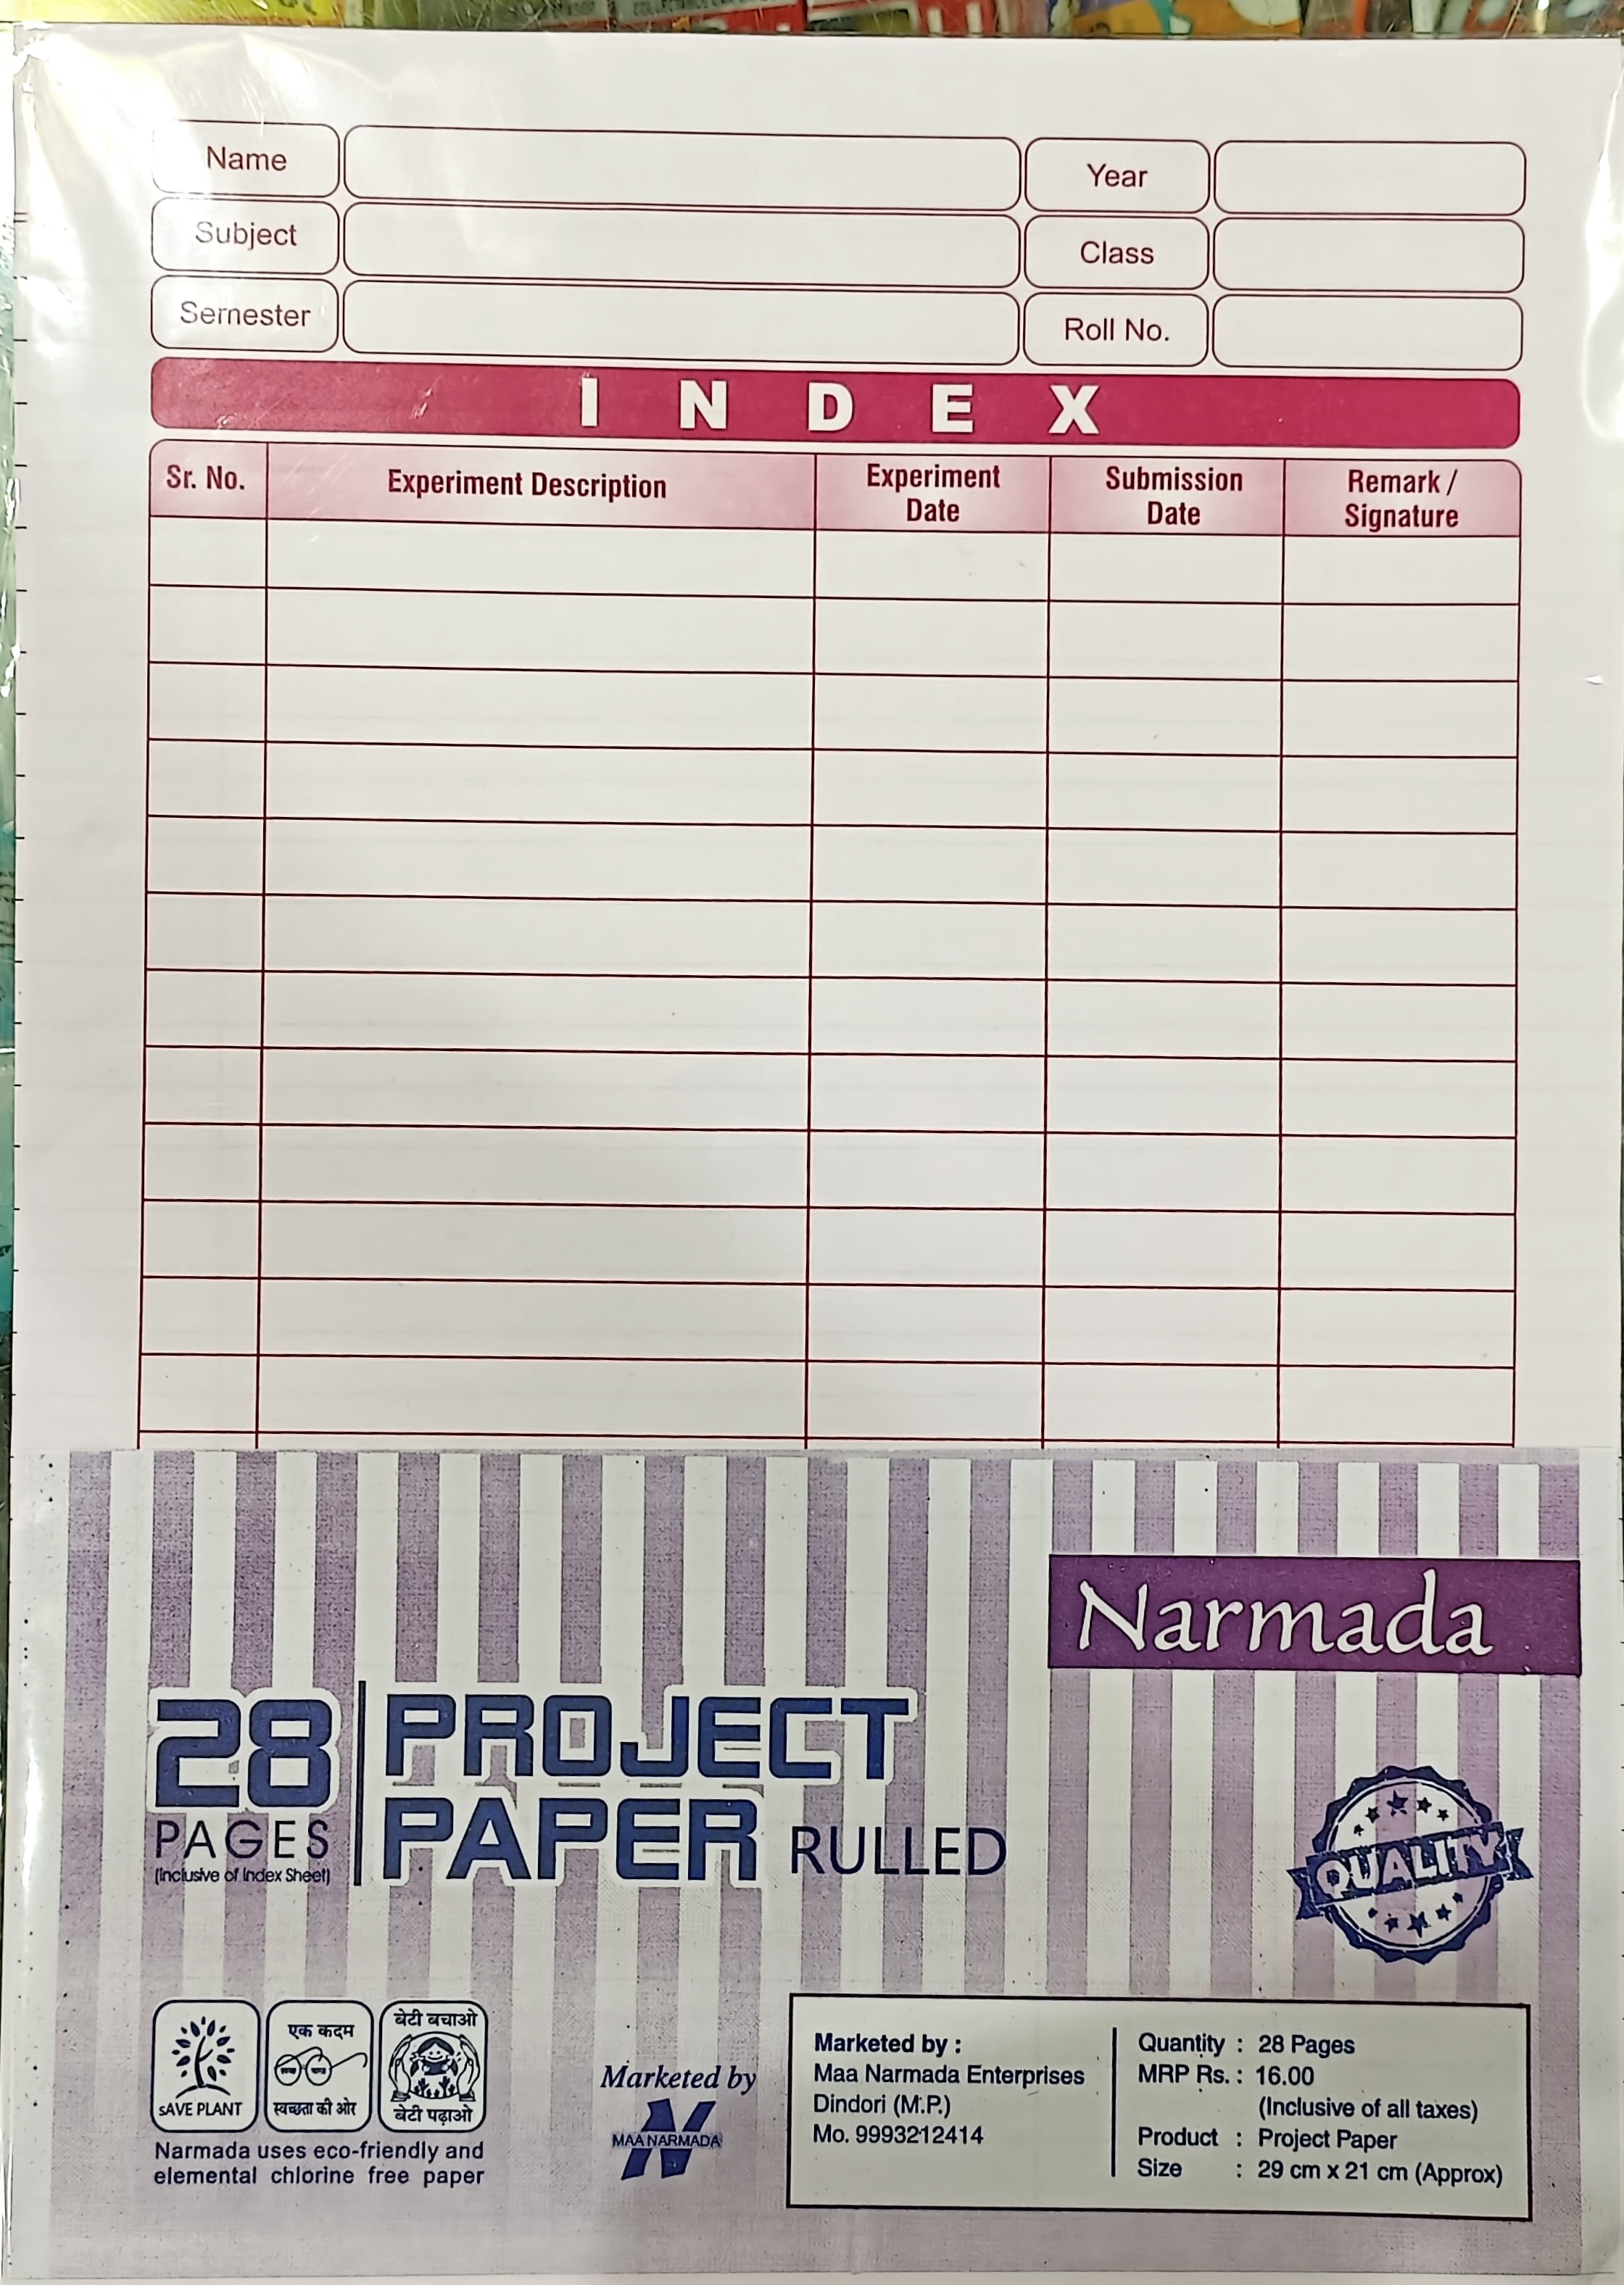 Name
Year
Subject
Class
Semester
Roll No.
INDEX
Sr. No.
Experiment Description
Experiment
Date
Submission
Date
Remark /
Signature
Narmada
28
PAGES
(Inclusive of Index Sheet)
PROJECT
PAPER RULLED
QUALITY
SAVE PLANT
एक कदम
स्वच्छता की ओर
बेटी बचाओ
बेटी पढ़ाओ
Narmada uses eco-friendly and
elemental chlorine free paper
Marketed by
MAA NARMADA
Marketed by :
Maa Narmada Enterprises
Dindori (M.P.)
Mo. 9993212414
Quantity : 28 Pages
MRP Rs. : 16.00
(Inclusive of all taxes)
Product : Project Paper
Size : 29 cm x 21 cm (Approx)